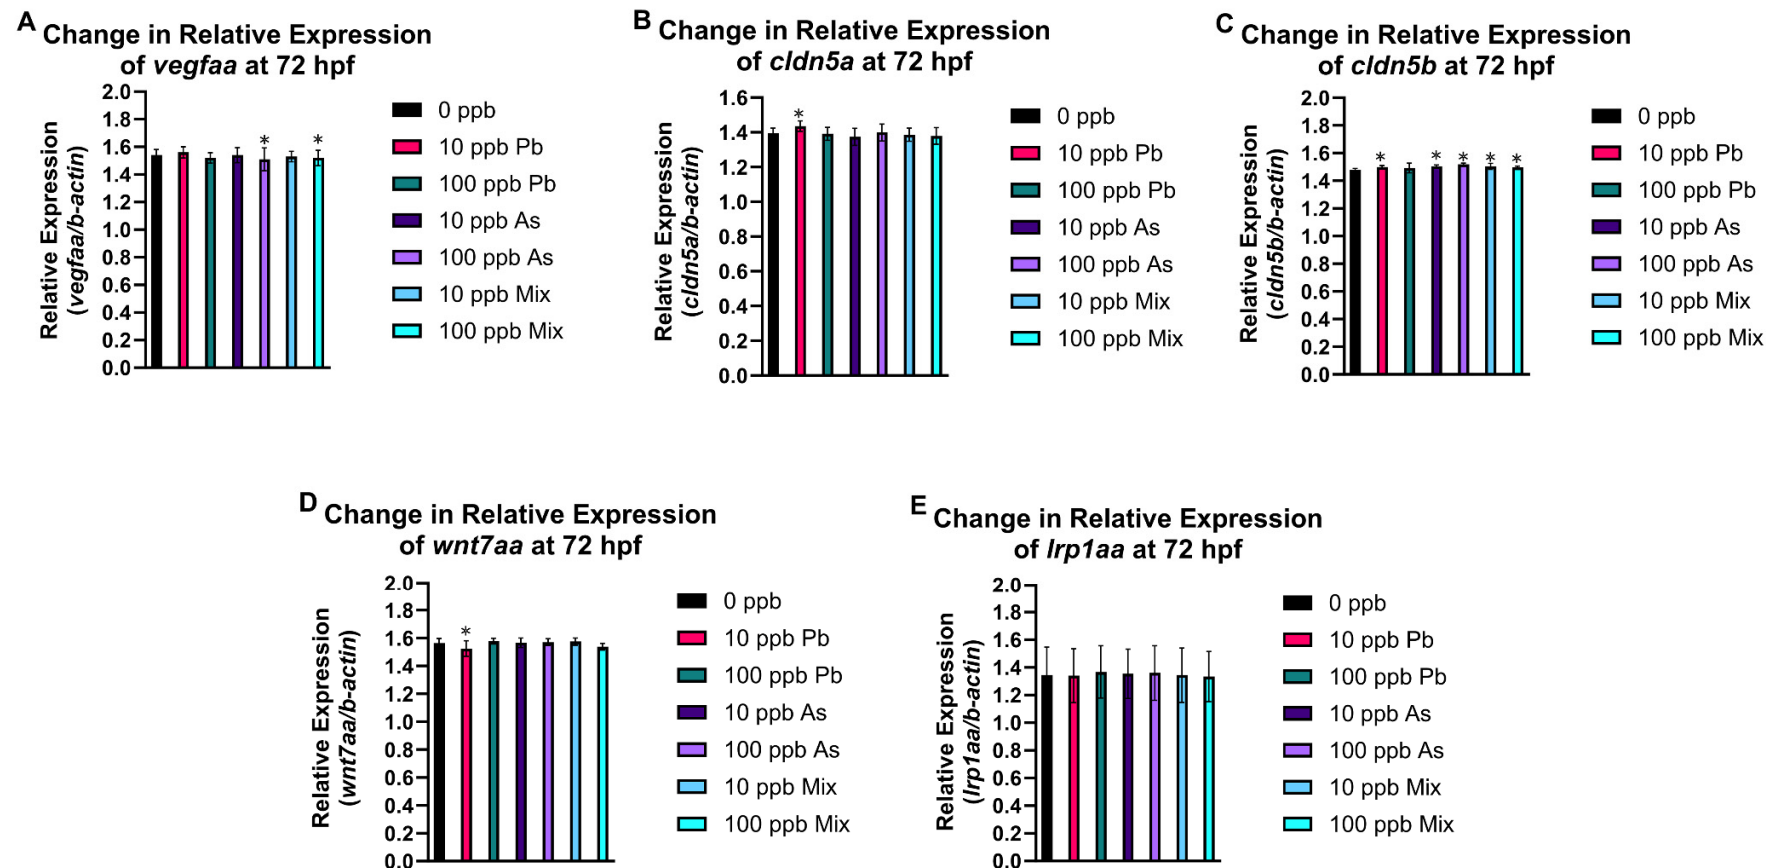 A Change in Relative Expression
of vegfaa at 72 hpf
Relative Expression
(vegfaa/b-actin)
2.0
1.8
1.6
1.4
1.2
1.0
0.8
0.6
0.4
0.2
0.0
*
*
0 ppb
10 ppb Pb
100 ppb Pb
10 ppb As
100 ppb As
10 ppb Mix
100 ppb Mix
B Change in Relative Expression
of cldn5a at 72 hpf
Relative Expression
(cldn5a/b-actin)
1.6
1.4
1.2
1.0
0.8
0.6
0.4
0.2
0.0
*
0 ppb
10 ppb Pb
100 ppb Pb
10 ppb As
100 ppb As
10 ppb Mix
100 ppb Mix
C Change in Relative Expression
of cldn5b at 72 hpf
Relative Expression
(cldn5b/b-actin)
2.0
1.8
1.6
1.4
1.2
1.0
0.8
0.6
0.4
0.2
0.0
* * * * *
0 ppb
10 ppb Pb
100 ppb Pb
10 ppb As
100 ppb As
10 ppb Mix
100 ppb Mix
D Change in Relative Expression
of wnt7aa at 72 hpf
Relative Expression
(wnt7aa/b-actin)
2.0
1.8
1.6
1.4
1.2
1.0
0.8
0.6
0.4
0.2
0.0
*
0 ppb
10 ppb Pb
100 ppb Pb
10 ppb As
100 ppb As
10 ppb Mix
100 ppb Mix
E Change in Relative Expression
of lrp1aa at 72 hpf
Relative Expression
(lrp1aa/b-actin)
2.0
1.8
1.6
1.4
1.2
1.0
0.8
0.6
0.4
0.2
0.0
0 ppb
10 ppb Pb
100 ppb Pb
10 ppb As
100 ppb As
10 ppb Mix
100 ppb Mix